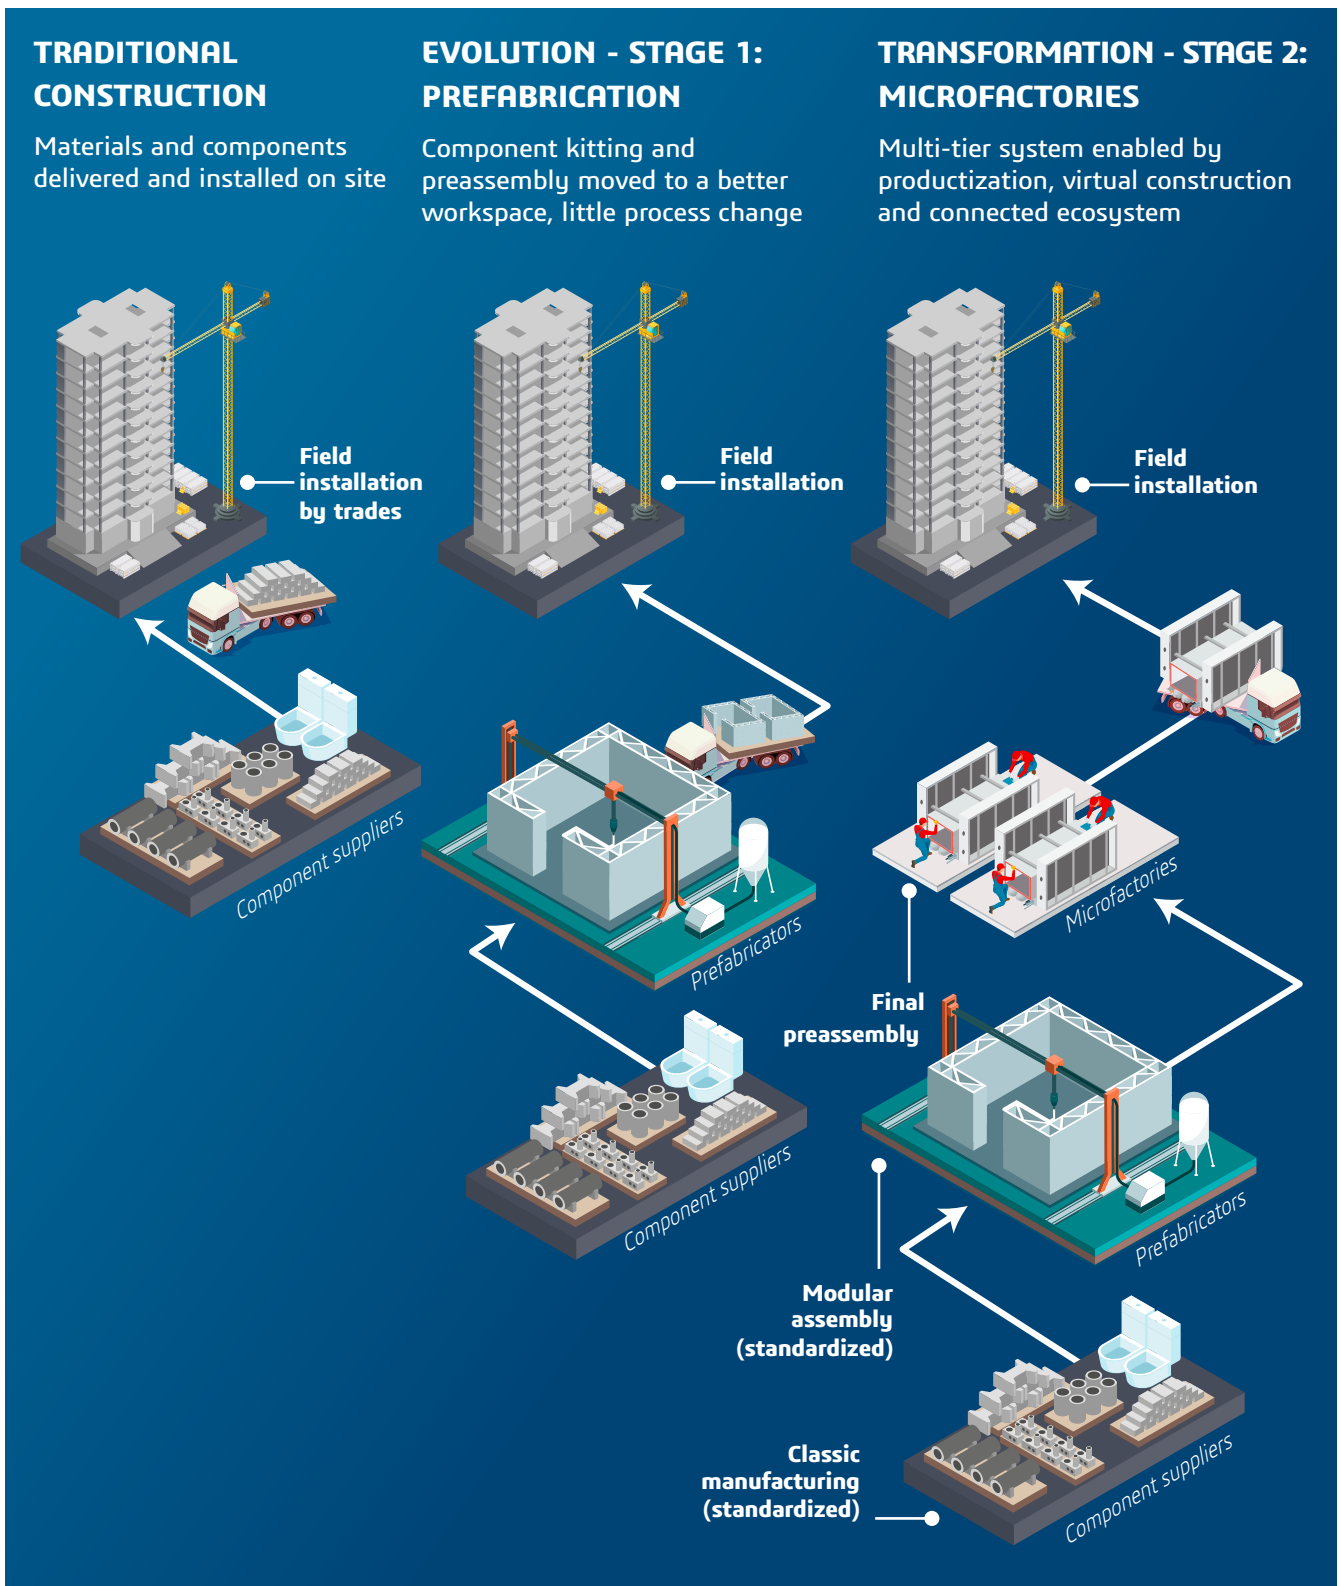 TRADITIONAL
CONSTRUCTION
Materials and components
delivered and installed on site
Field
installation
by trades
Component suppliers
EVOLUTION - STAGE 1:
PREFABRICATION
Component kitting and
preassembly moved to a better
workspace, little process change
Field
installation
Prefabricators
Component suppliers
TRANSFORMATION - STAGE 2:
MICROFACTORIES
Multi-tier system enabled by
productization, virtual construction
and connected ecosystem
Field
installation
Microfactories
Final
preassembly
Prefabricators
Modular
assembly
(standardized)
Classic
manufacturing
(standardized)
Component suppliers